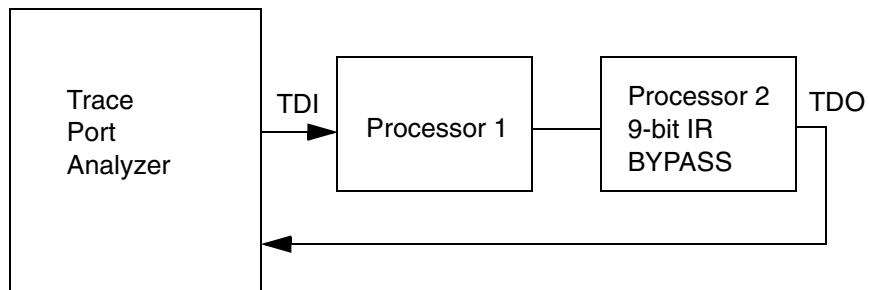 Trace
Port
Analyzer
TDI
Processor 1
Processor 2
9-bit IR
BYPASS
TDO